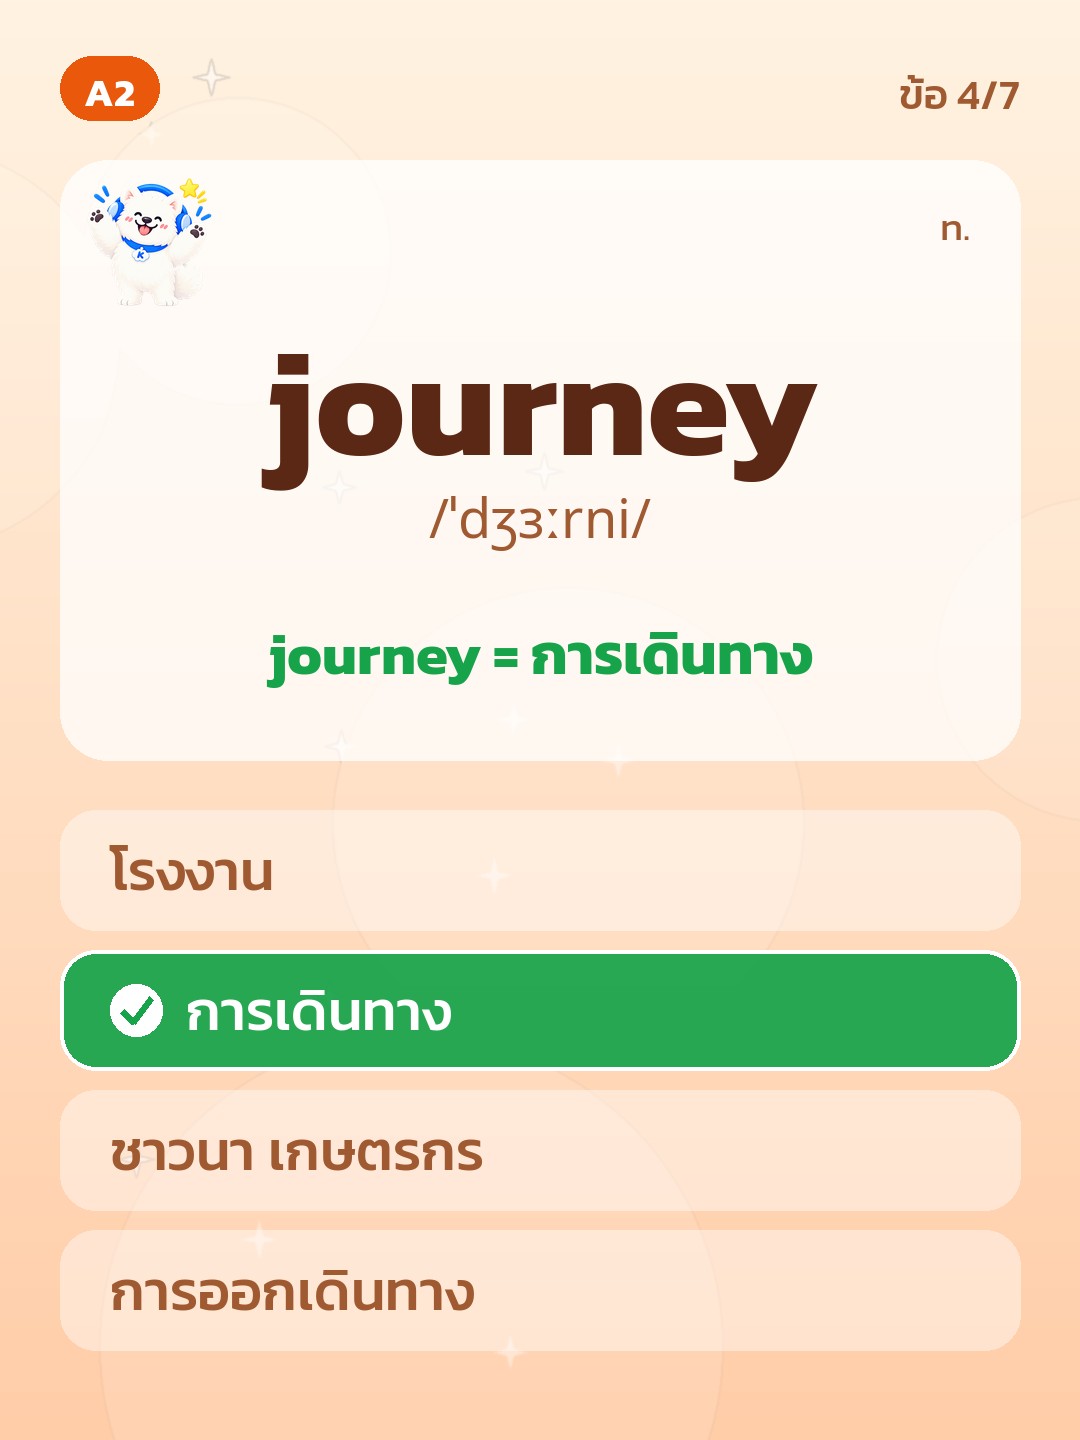 A2
ข้อ 4/7
n.
journey
/ˈdʒɜːrni/
journey = การเดินทาง
โรงงาน
การเดินทาง
ชาวนา เกษตรกร
การออกเดินทาง